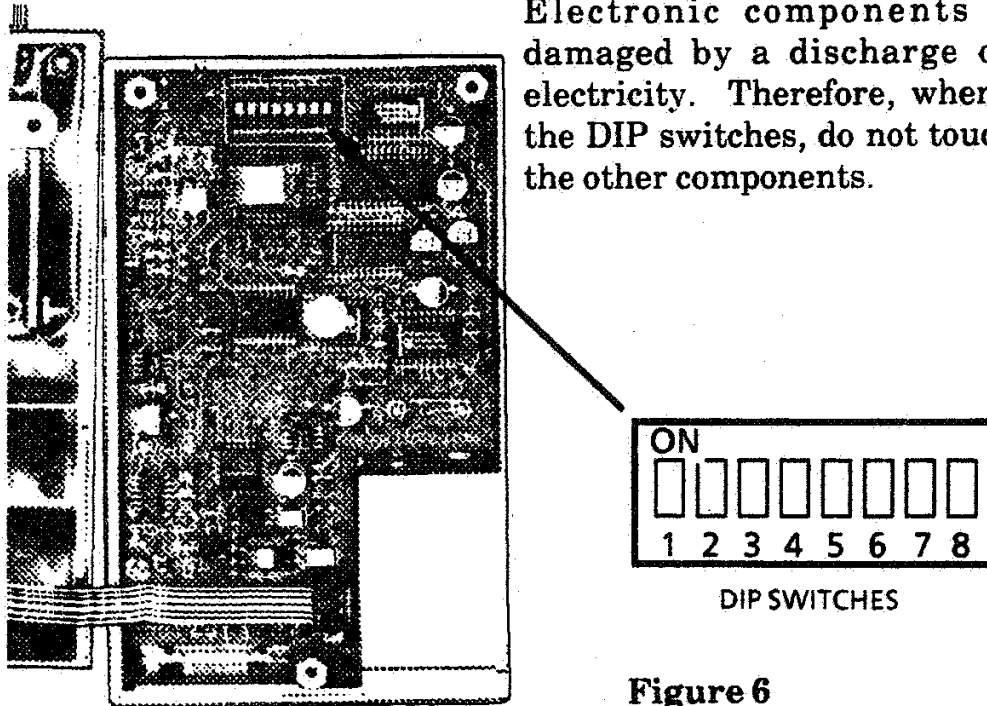 Electronic components
damaged by a discharge
electricity. Therefore, when
the DIP switches, do not
the other components.
ON
1 2 3 4 5 6 7 8
DIP SWITCHES
Figure 6